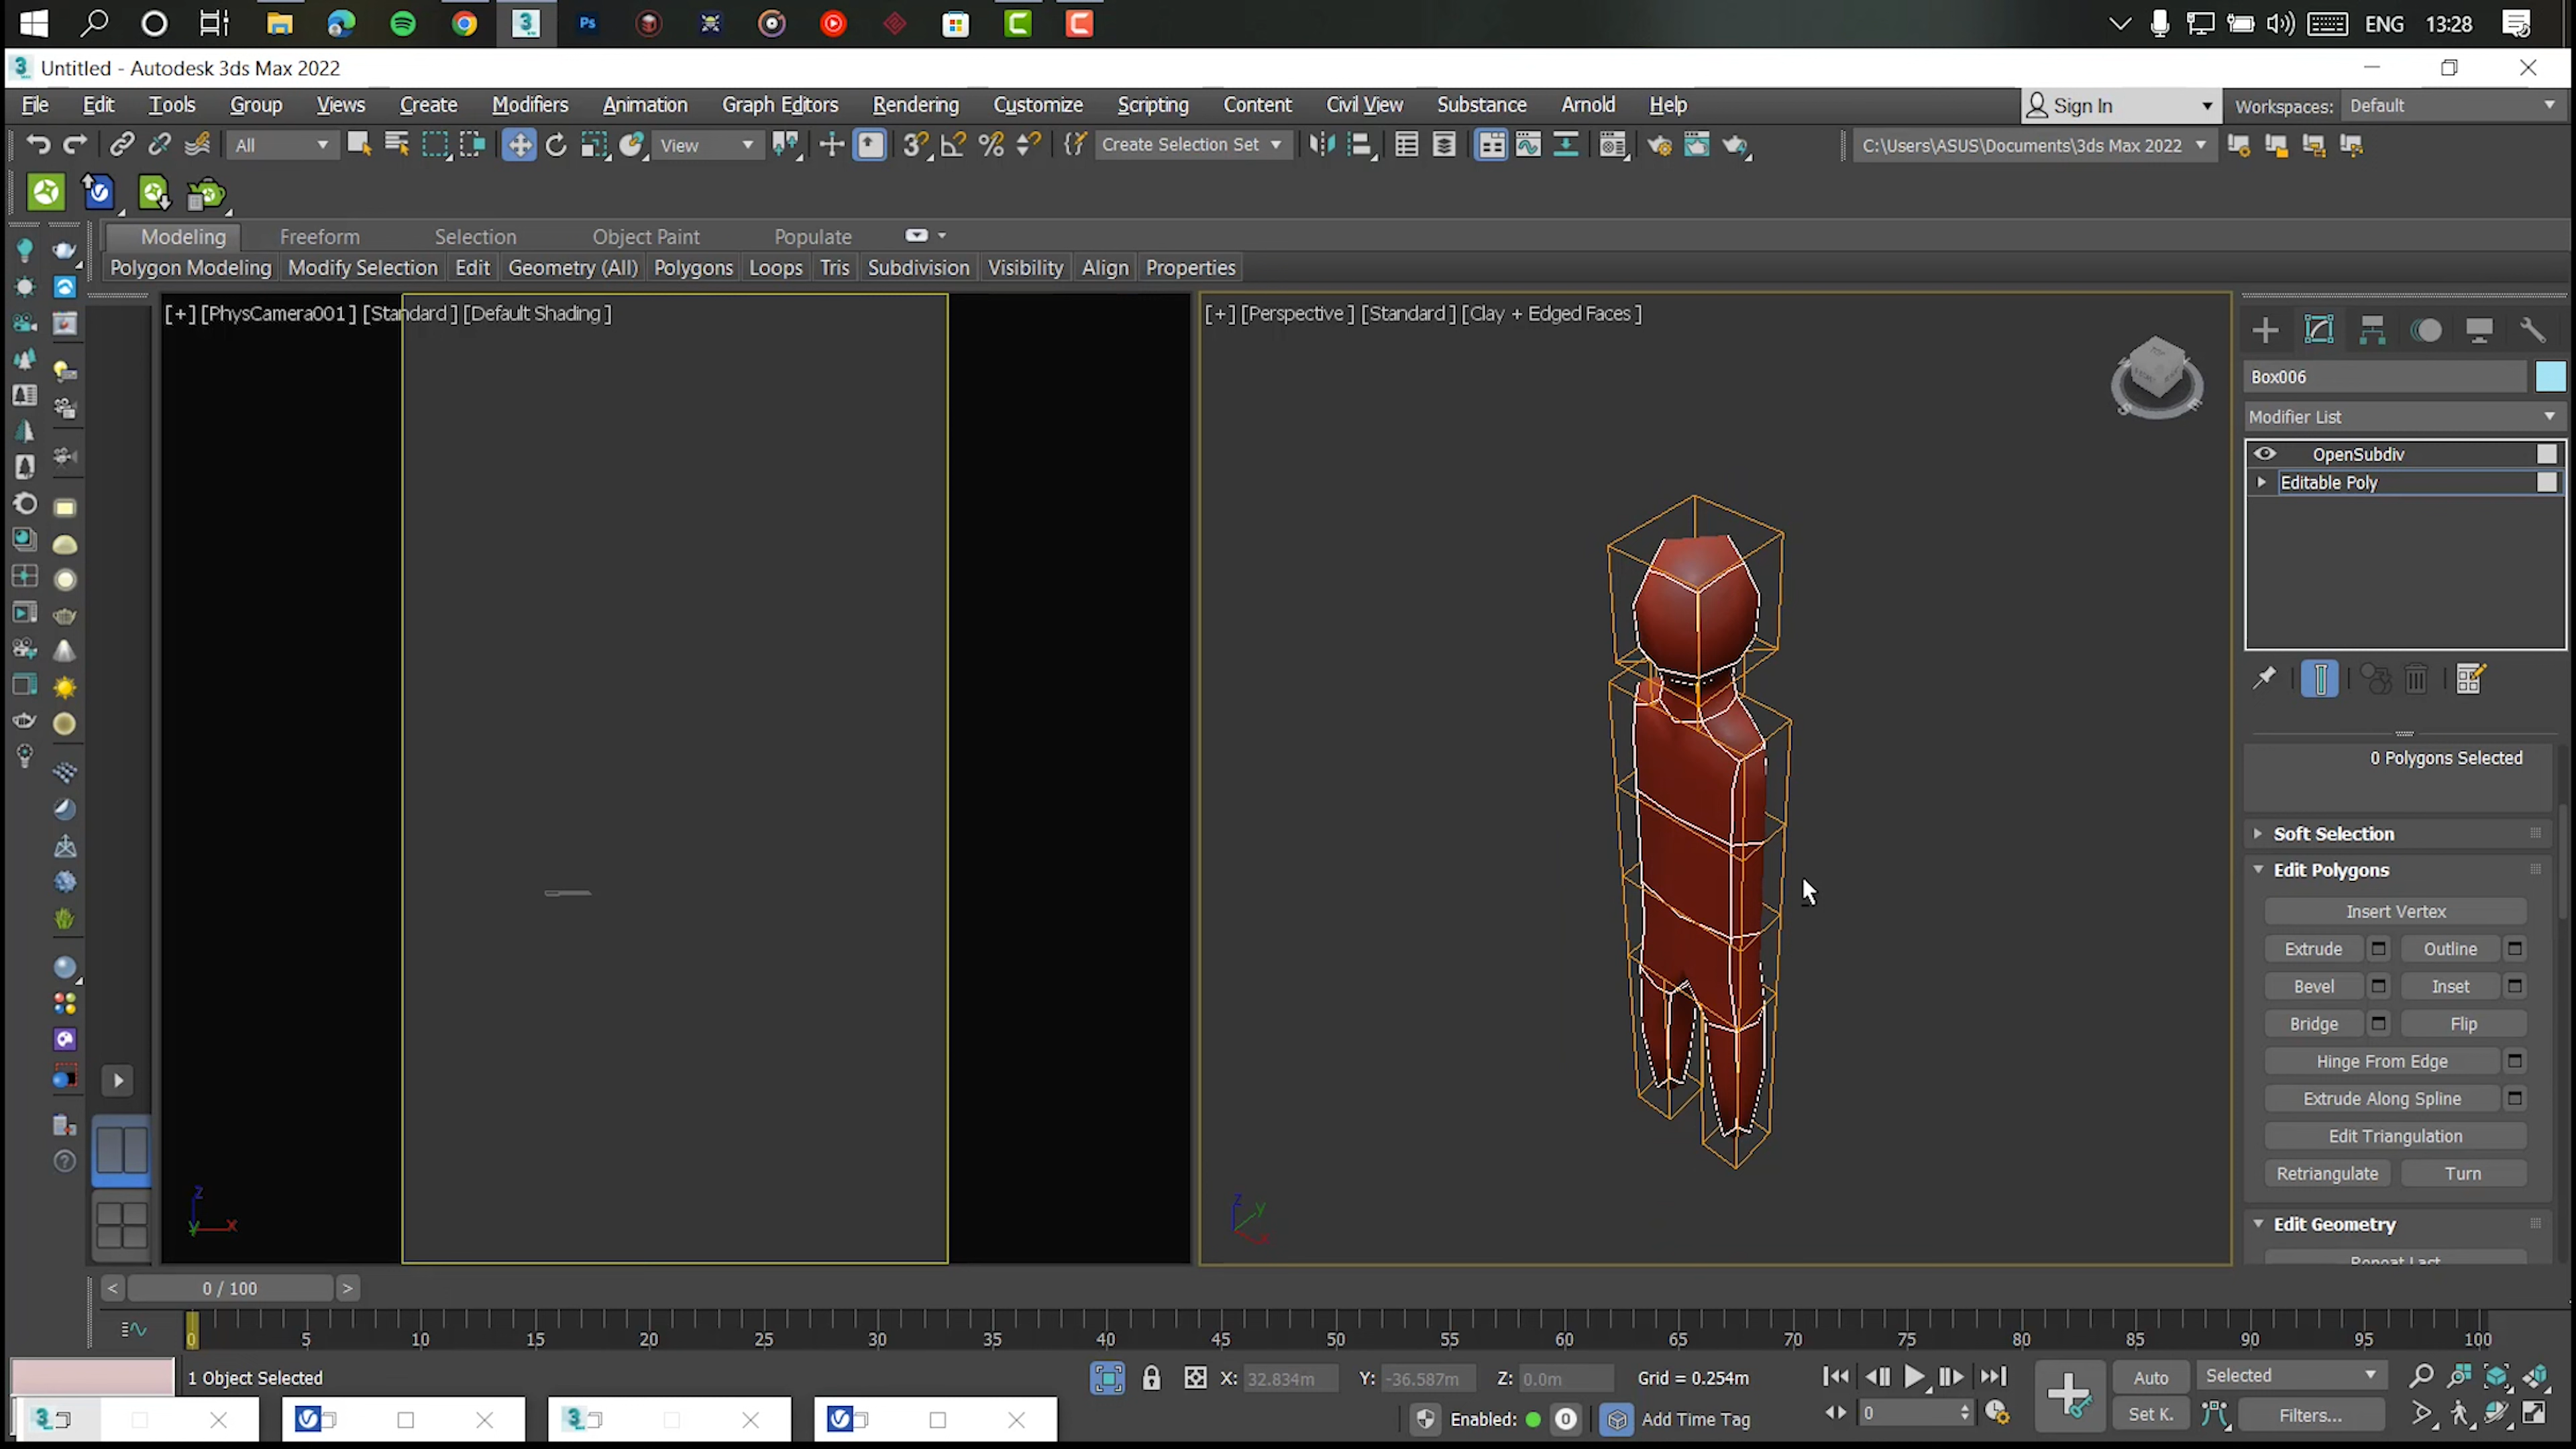 Ps
ENG
13:28
3
Untitled - Autodesk 3ds Max 2022
File Edit Tools Group Views Create Modifiers Animation Graph Editors Rendering Customize Scripting Content Civil View Substance Arnold Help
Sign In
Workspaces: Default
All
View
Create Selection Set
C:\Users\ASUS\Documents\3ds Max 2022
Modeling Freeform Selection Object Paint Populate
Polygon Modeling Modify Selection Edit Geometry (All) Polygons Loops Tris Subdivision Visibility Align Properties
[+] [PhysCamera001] [Standard] [Default Shading]
[+] [Perspective] [Standard] [Clay + Edged Faces]
Box006
Modifier List
OpenSubdiv
Editable Poly
0 Polygons Selected
Soft Selection
Edit Polygons
Insert Vertex
Extrude Outline
Bevel Inset
Bridge Flip
Hinge From Edge
Extrude Along Spline
Edit Triangulation
Retriangulate Turn
Edit Geometry
Repeat Last
z
y
x
z
y
x
< 0 / 100 >
0 5 10 15 20 25 30 35 40 45 50 55 60 65 70 75 80 85 90 95 100
1 Object Selected
X: 32.834m Y: -36.587m Z: 0.0m Grid = 0.254m
Auto
Selected
Enabled: 0
Add Time Tag
0
Set K.
Filters...